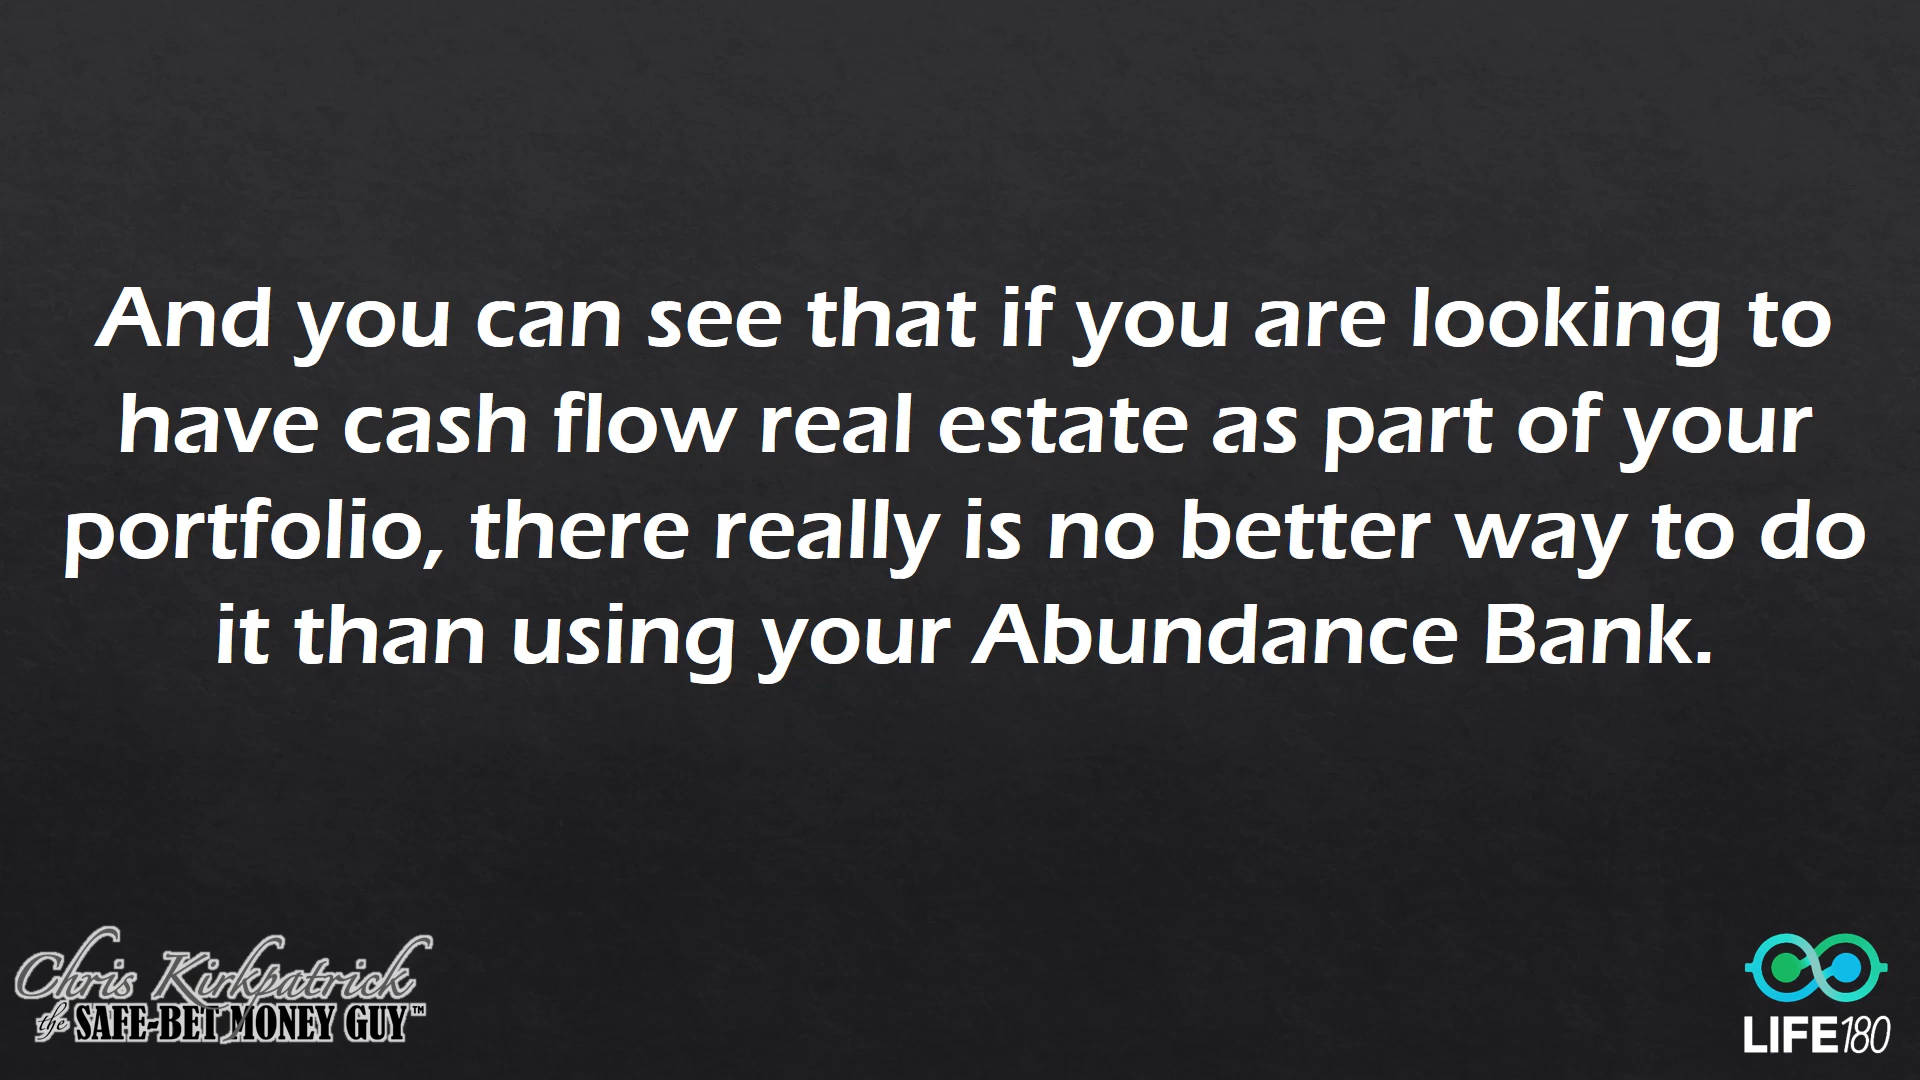 And you can see that if you are looking to
have cash flow real estate as part of your
portfolio, there really is no better way to do
it than using your Abundance Bank.
Chris Kirkpatrick
the SAFE-BET MONEY GUY™
LIFE180